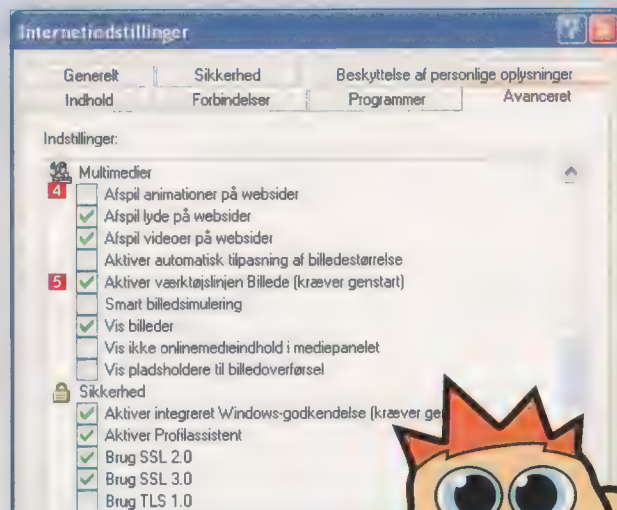 Internetindstillinger
Generelt Sikkerhed Beskyttelse af personlige oplysninger
Indhold Forbindelser Programmer Avanceret
Indstillinger:
Multimedier
4 Afspil animationer på websider
Afspil lyde på websider
Afspil videoer på websider
Aktiver automatisk tilpasning af billedestørrelse
5 Aktiver værktøjslinjen Billede (kræver genstart)
Smart billedsimulering
Vis billeder
Vis ikke onlinemedieindhold i mediepanelet
Vis pladsholdere til billedoverførsel
Sikkerhed
Aktiver integreret Windows-godkendelse (kræver
Aktiver Profilassistent
Brug SSL 2.0
Brug SSL 3.0
Brug TLS 1.0